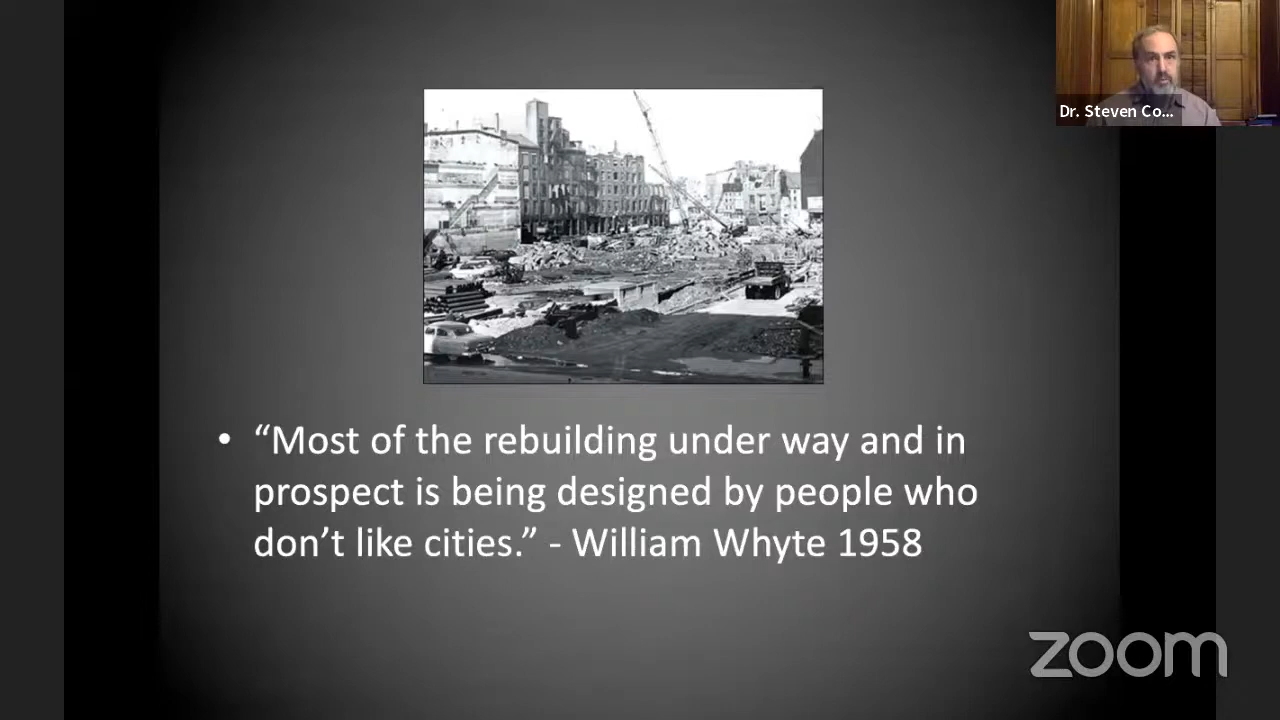 Dr. Steven Co...
• “Most of the rebuilding under way and in
prospect is being designed by people who
don’t like cities.” - William Whyte 1958
zoom